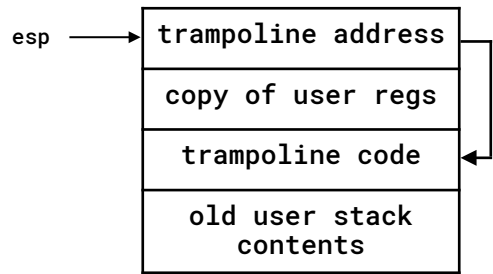 esp
trampoline address
copy of user regs
trampoline code
old user stack
contents